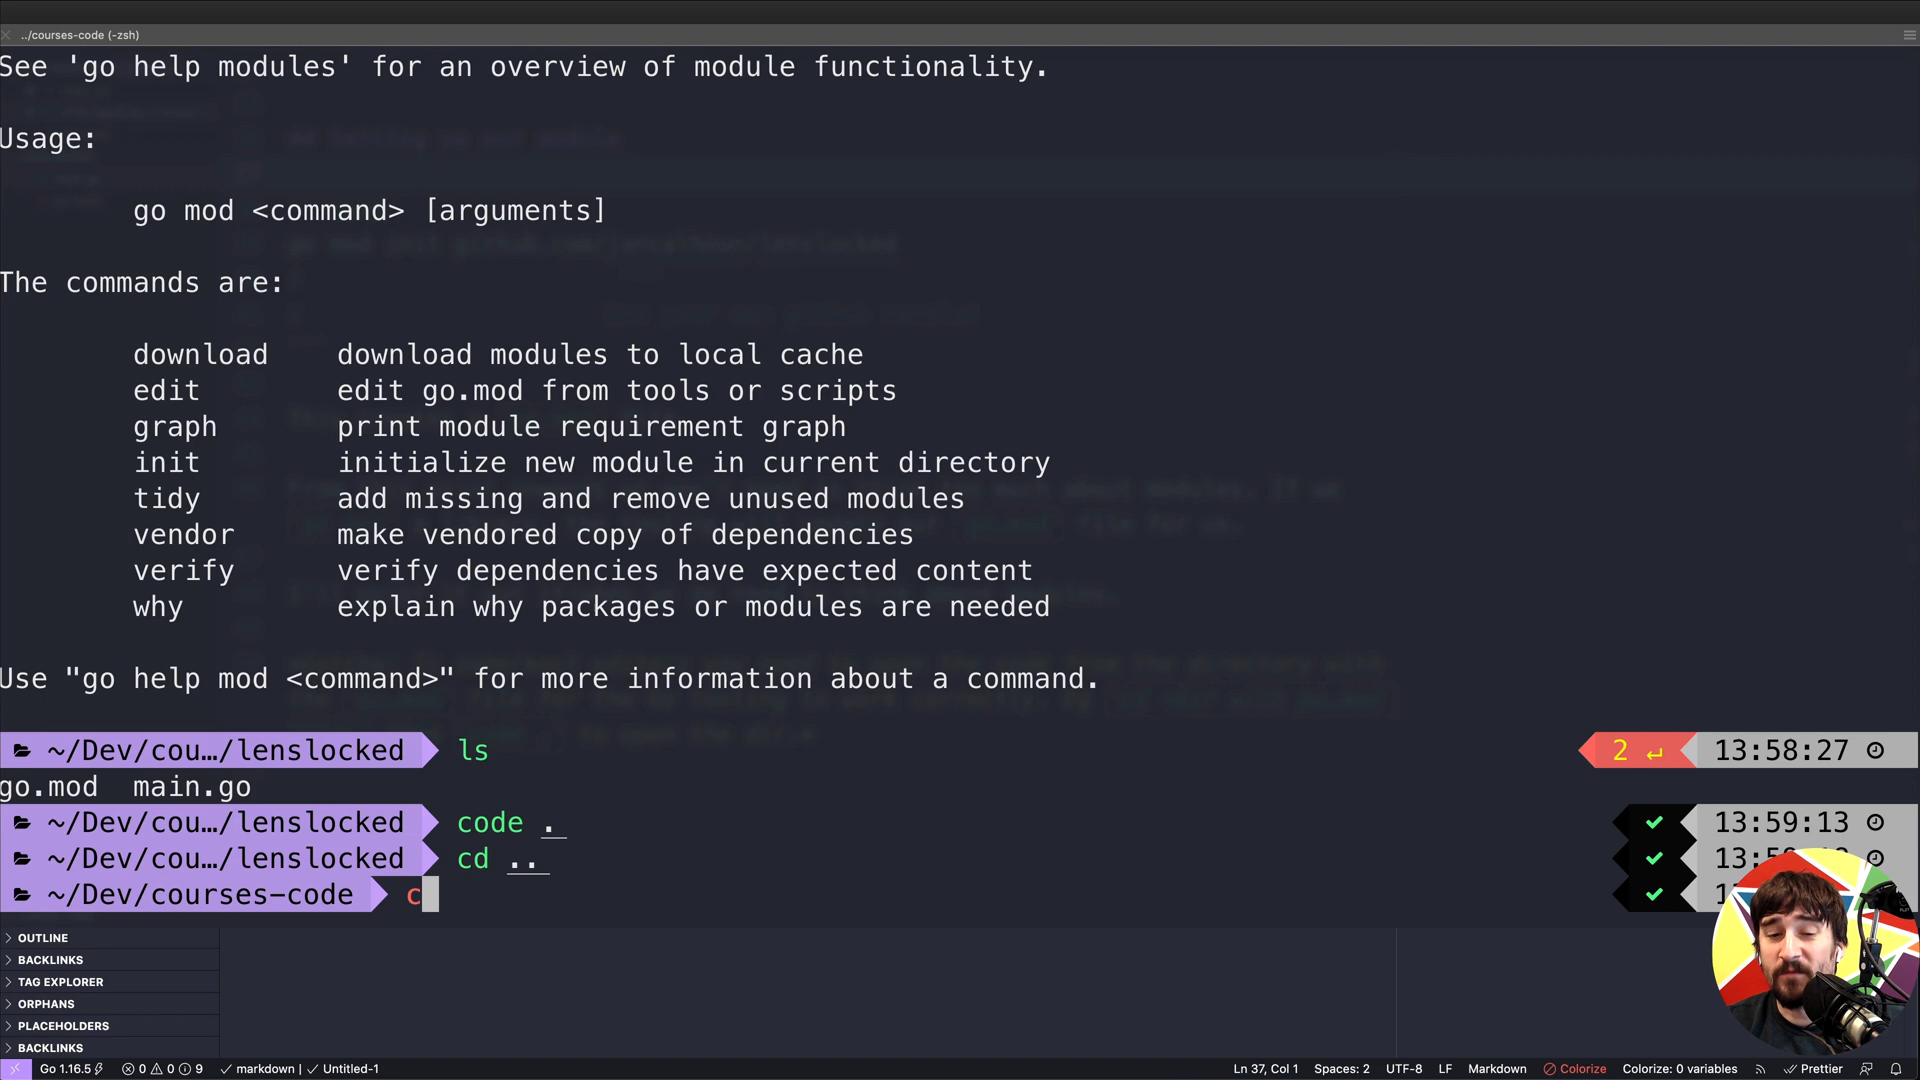 ../courses-code (-zsh)
See 'go help modules' for an overview of module functionality.
Usage:
go mod <command> [arguments]
The commands are:
download download modules to local cache
edit edit go.mod from tools or scripts
graph print module requirement graph
init initialize new module in current directory
tidy add missing and remove unused modules
vendor make vendored copy of dependencies
verify verify dependencies have expected content
why explain why packages or modules are needed
Use "go help mod <command>" for more information about a command.
~/Dev/cou…/lenslocked ls 2 ↵ 13:58:27
go.mod main.go
~/Dev/cou…/lenslocked code . ✓ 13:59:13
~/Dev/cou…/lenslocked cd .. ✓
~/Dev/courses-code c ✓
OUTLINE
BACKLINKS
TAG EXPLORER
ORPHANS
PLACEHOLDERS
BACKLINKS
Go 1.16.5 0 0 9 ✓ markdown | ✓ Untitled-1 Ln 37, Col 1 Spaces: 2 UTF-8 LF Markdown Colorize Colorize: 0 variables Prettier